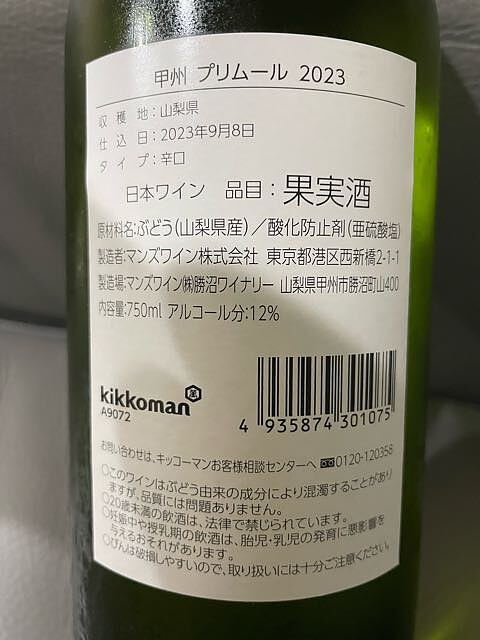 甲州 プリムール 2023
収穫地：山梨県
仕込日：2023年9月8日
タイプ：辛口
日本ワイン 品目：果実酒
原材料名：ぶどう（山梨県産）／酸化防止剤（亜硫酸塩）
製造者：マンズワイン株式会社 東京都港区西新橋2-1-1
製造場：マンズワイン㈱勝沼ワイナリー 山梨県甲州市勝沼町山400
内容量：750ml アルコール分：12%
kikkoman
A9072
4 935874 301075
お問い合わせは、キッコーマンお客様相談センターへ 0120-120358
○このワインはぶどう由来の成分により混濁することがあり
ますが、品質には問題ありません。
○20歳未満の飲酒は、法律で禁じられています。
○妊娠中や授乳期の飲酒は、胎児・乳児の発育に悪影響を
与えるおそれがあります。
○びんは破損しやすいので、取り扱いには十分ご注意ください。